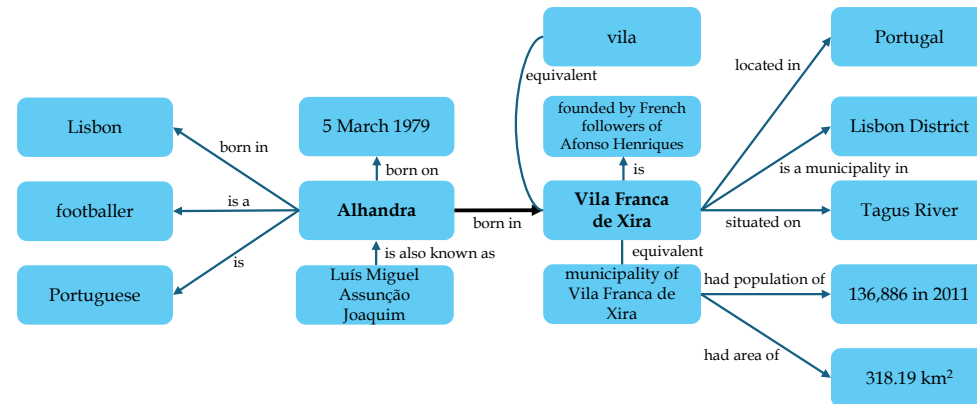 vila
Portugal
equivalent
located in
Lisbon
5 March 1979
founded by French
followers of
Afonso Henriques
Lisbon District
born in
born on
is
is a municipality in
footballer
is a
Alhandra
born in
Vila Franca
de Xira
situated on
Tagus River
is
is also known as
equivalent
Portuguese
Luís Miguel
Assunção
Joaquim
municipality of
Vila Franca de
Xira
had population of
136,886 in 2011
had area of
318.19 km²